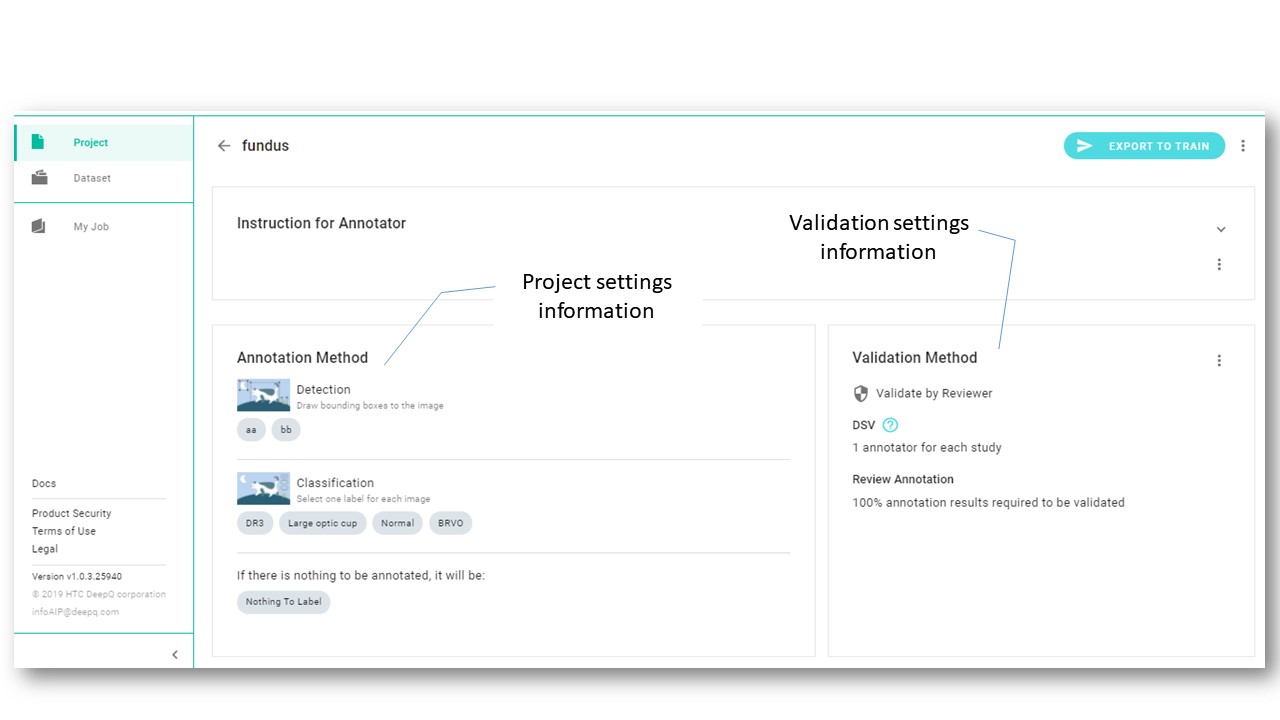 Project
Dataset
My Job
Docs
Product Security
Terms of Use
Legal
Version v1.0.3.25940
© 2019 HTC DeepQ corporation
infoAIP@deepq.com
fundus
EXPORT TO TRAIN
Instruction for Annotator
Validation settings
information
Project settings
information
Annotation Method
Detection
Draw bounding boxes to the image
aa bb
Classification
Select one label for each image
DR3 Large optic cup Normal BRVO
If there is nothing to be annotated, it will be:
Nothing To Label
Validation Method
Validate by Reviewer
DSV ?
1 annotator for each study
Review Annotation
100% annotation results required to be validated